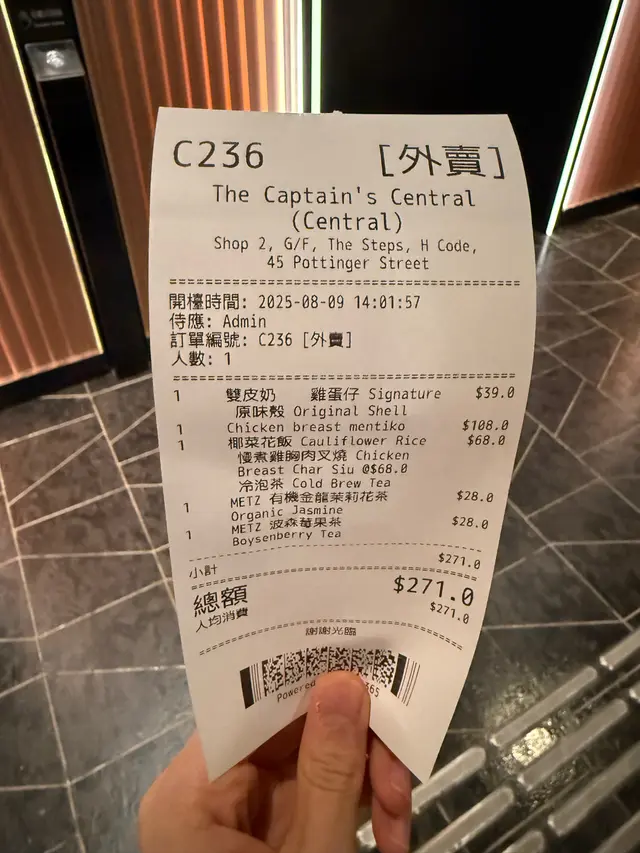 C236 [外賣]
The Captain's Central
(Central)
Shop 2, G/F, The Steps, H Code,
45 Pottinger Street
開檯時間: 2025-08-09 14:01:57
侍應: Admin
訂單編號: C236 [外賣]
人數: 1
1 雙皮奶 雞蛋仔 Signature $39.0
原味殼 Original Shell
1 Chicken breast mentiko $108.0
1 椰菜花飯 Cauliflower Rice $68.0
慢煮雞胸肉叉燒 Chicken
Breast Char Siu @$68.0
冷泡茶 Cold Brew Tea
1 METZ 有機金龍茉莉花茶 $28.0
Organic Jasmine
1 METZ 波森莓果茶 $28.0
Boysenberry Tea
小計 $271.0
總額 $271.0
人均消費 $271.0
謝謝光臨
Powered 365